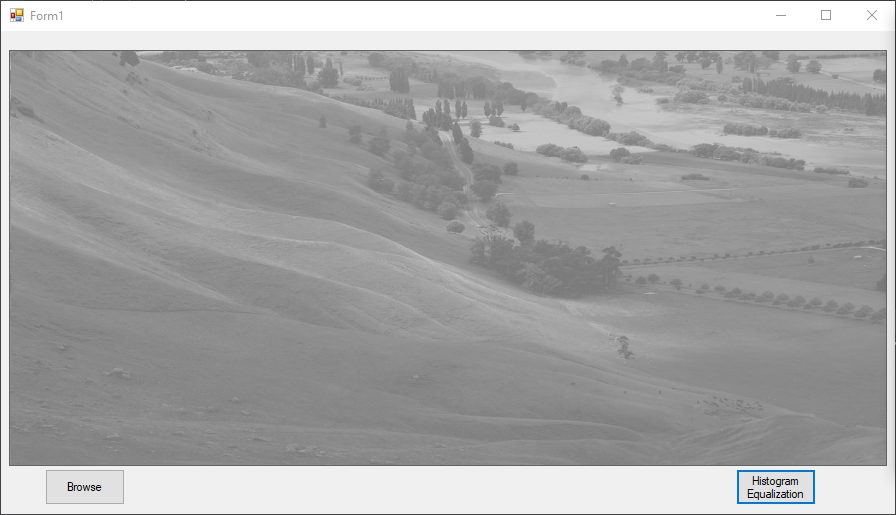 Form1
Browse
Histogram
Equalization